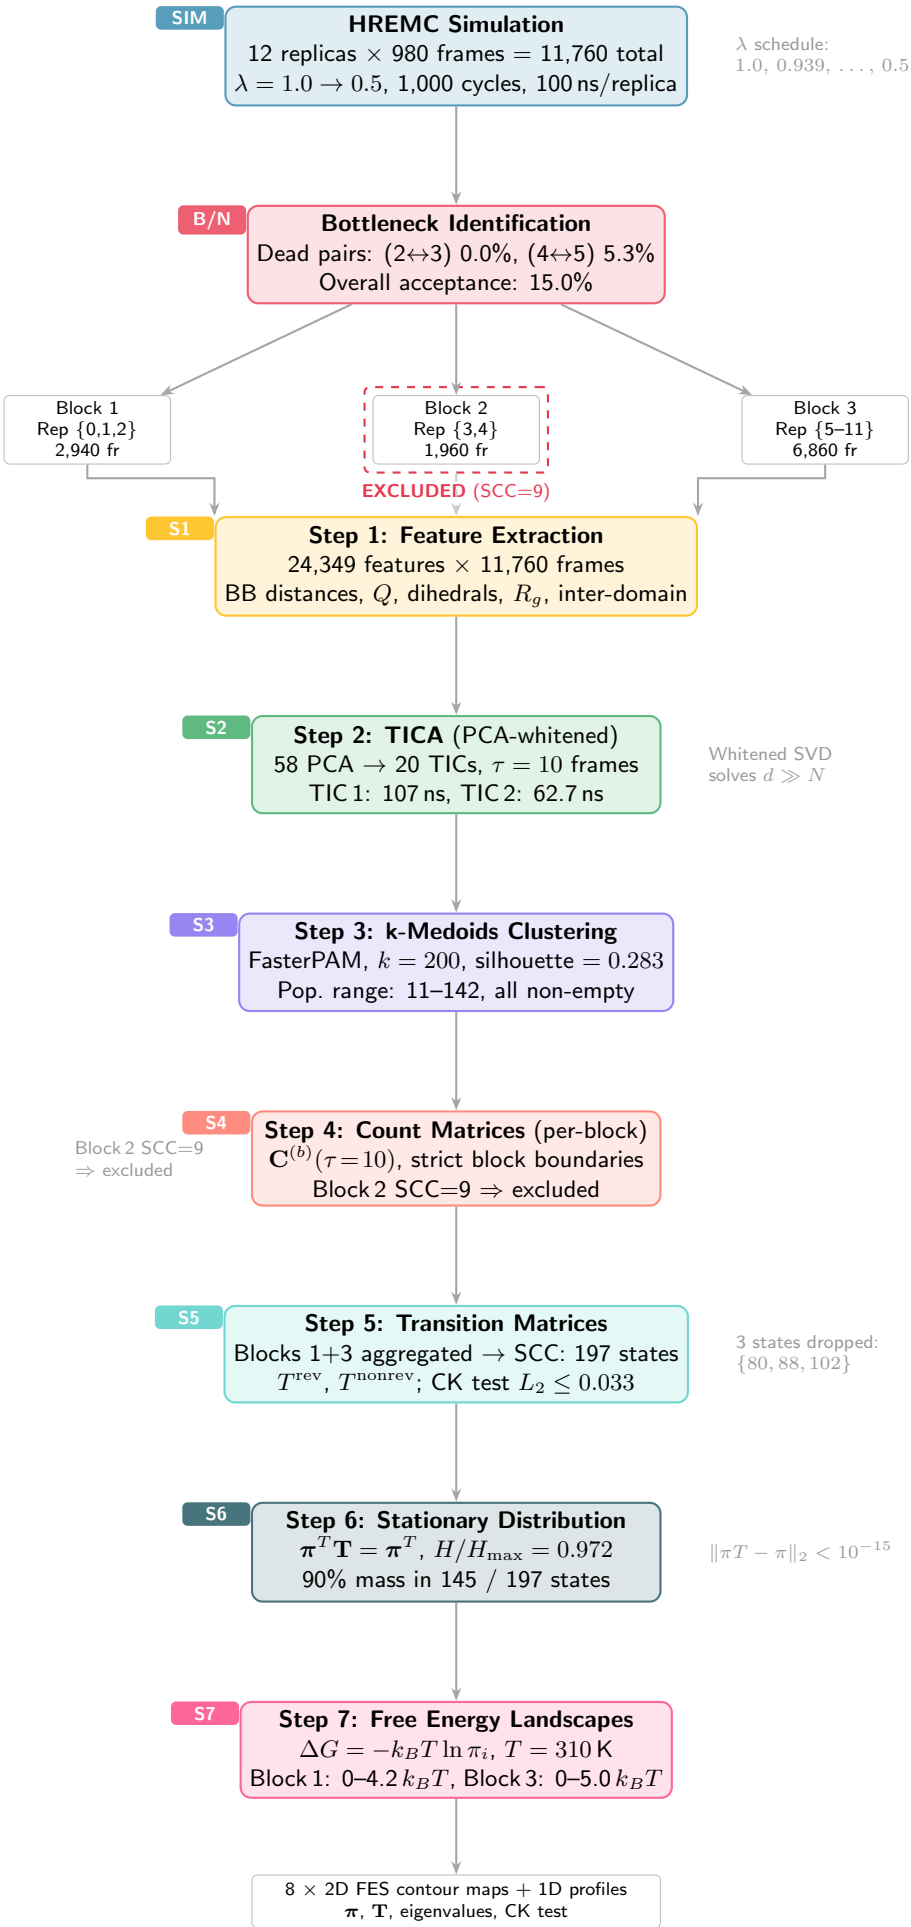 SIM
HREMC Simulation
12 replicas × 980 frames = 11,760 total
λ = 1.0 → 0.5, 1,000 cycles, 100 ns/replica
λ schedule:
1.0, 0.939, …, 0.5
B/N
Bottleneck Identification
Dead pairs: (2↔3) 0.0%, (4↔5) 5.3%
Overall acceptance: 15.0%
Block 1
Rep {0,1,2}
2,940 fr
Block 2
Rep {3,4}
1,960 fr
Block 3
Rep {5–11}
6,860 fr
EXCLUDED (SCC=9)
S1
Step 1: Feature Extraction
24,349 features × 11,760 frames
BB distances, Q, dihedrals, R_g, inter-domain
S2
Step 2: TICA (PCA-whitened)
58 PCA → 20 TICs, τ = 10 frames
TIC 1: 107 ns, TIC 2: 62.7 ns
Whitened SVD
solves d ≫ N
S3
Step 3: k-Medoids Clustering
FasterPAM, k = 200, silhouette = 0.283
Pop. range: 11–142, all non-empty
S4
Step 4: Count Matrices (per-block)
C^(b)(τ = 10), strict block boundaries
Block 2 SCC=9 ⇒ excluded
Block 2 SCC=9
⇒ excluded
S5
Step 5: Transition Matrices
Blocks 1+3 aggregated → SCC: 197 states
T^rev, T^nonrev; CK test L₂ ≤ 0.033
3 states dropped:
{80, 88, 102}
S6
Step 6: Stationary Distribution
π^T T = π^T, H/H_max = 0.972
90% mass in 145 / 197 states
‖πT − π‖₂ < 10⁻¹⁵
S7
Step 7: Free Energy Landscapes
ΔG = −k_B T ln π_i, T = 310 K
Block 1: 0–4.2 k_B T, Block 3: 0–5.0 k_B T
8 × 2D FES contour maps + 1D profiles
π, T, eigenvalues, CK test